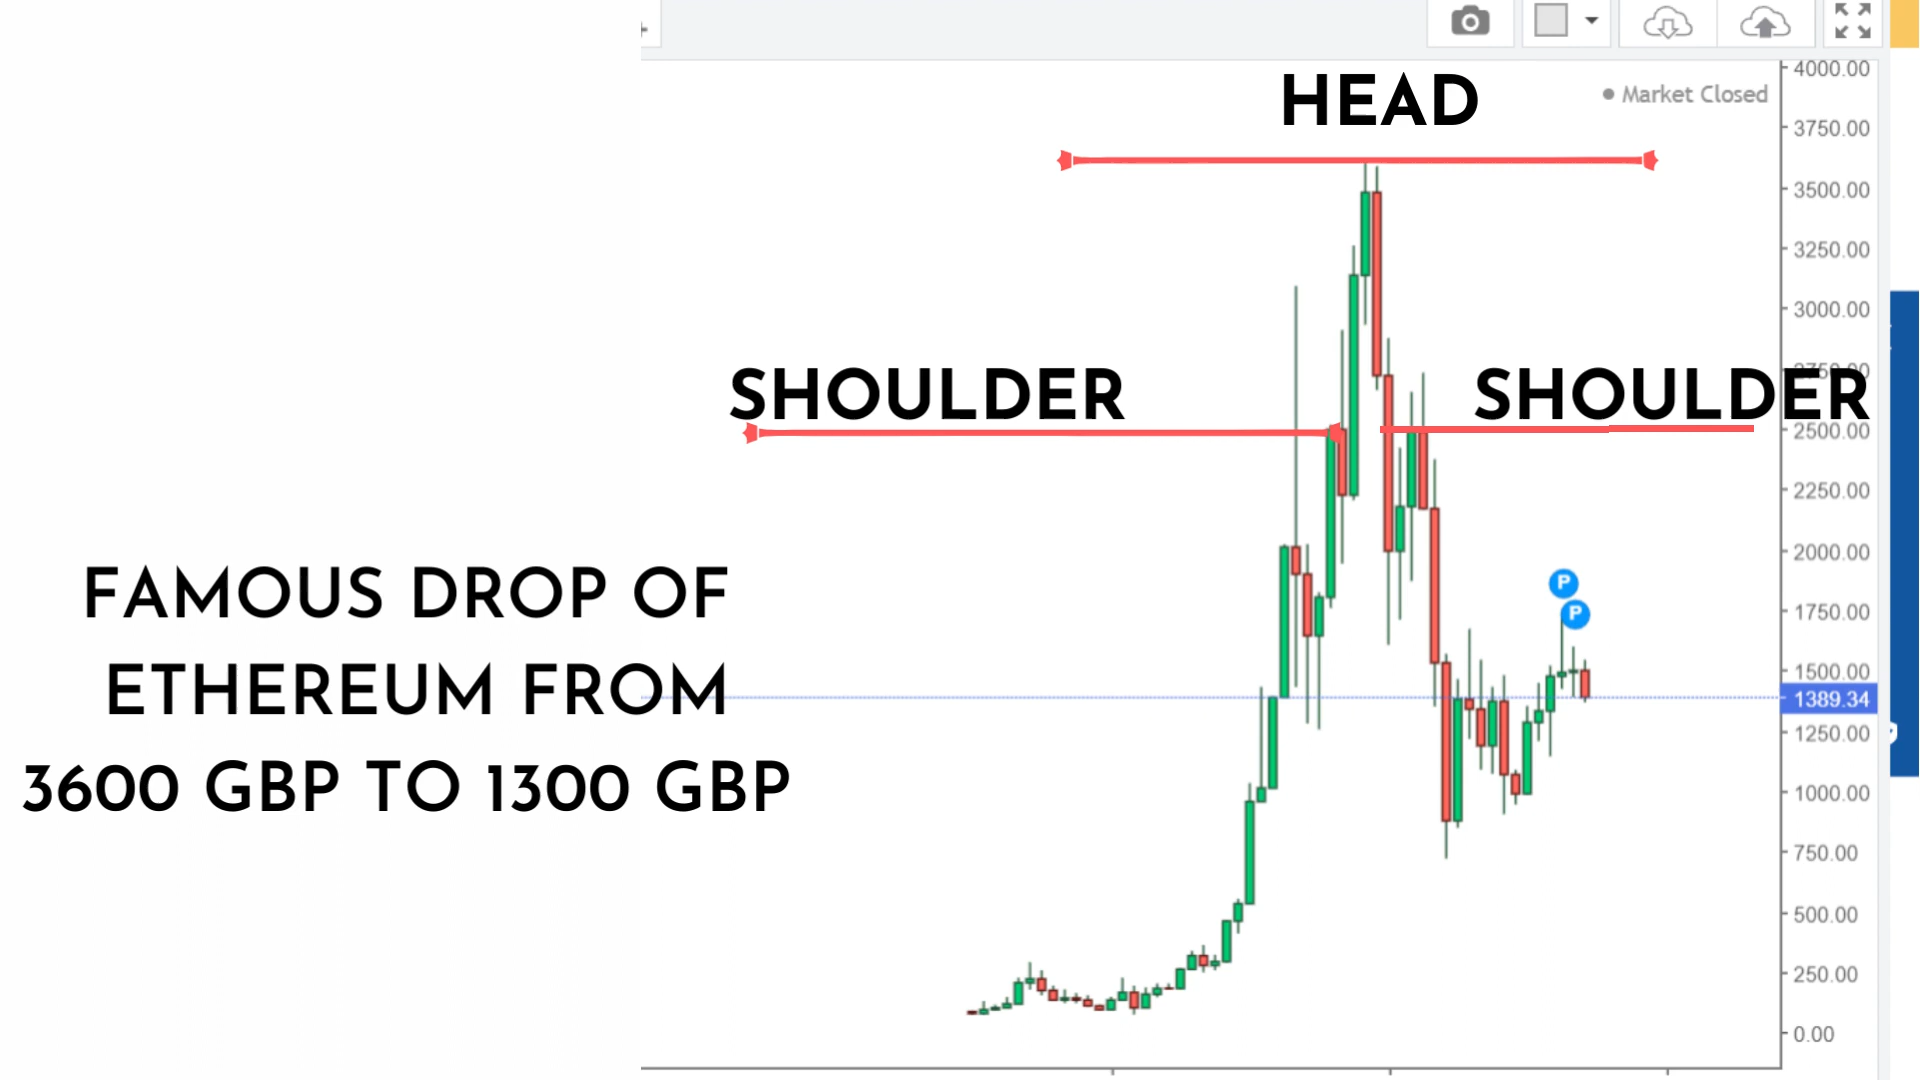 4000.00
HEAD
Market Closed
3750.00
3500.00
3250.00
3000.00
SHOULDER
SHOULDER
2500.00
2250.00
FAMOUS DROP OF
2000.00
P
P
1750.00
ETHEREUM FROM
1500.00
1389.34
1250.00
3600 GBP TO 1300 GBP
1000.00
750.00
500.00
250.00
0.00